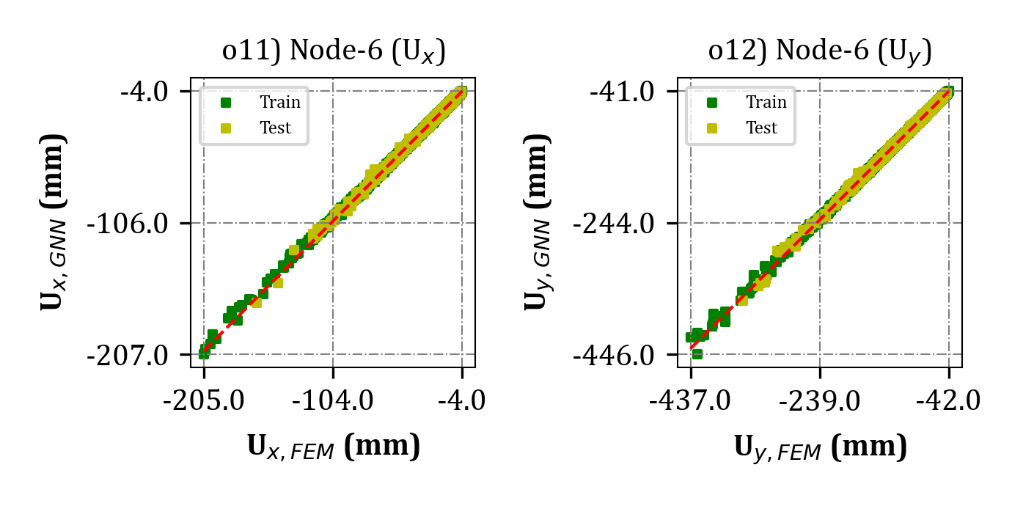 o11) Node-6 (Ux)
-4.0
-106.0
-207.0
Ux, GNN (mm)
Train
Test
-205.0
-104.0
-4.0
Ux, FEM (mm)
o12) Node-6 (Uy)
-41.0
-244.0
-446.0
Uy, GNN (mm)
Train
Test
-437.0
-239.0
-42.0
Uy, FEM (mm)